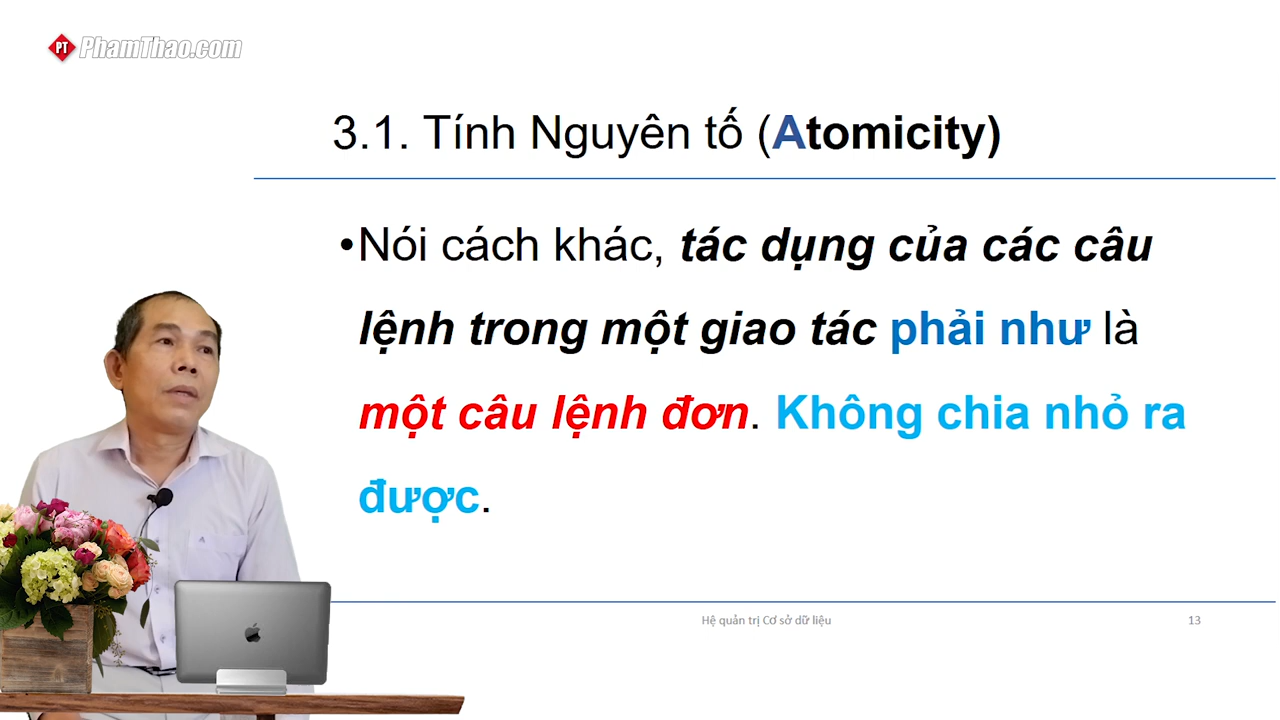 PT PhamThao.com
3.1. Tính Nguyên tố (Atomicity)
•Nói cách khác, tác dụng của các câu
lệnh trong một giao tác phải như là
một câu lệnh đơn. Không chia nhỏ ra
được.
Hệ quản trị Cơ sở dữ liệu
13